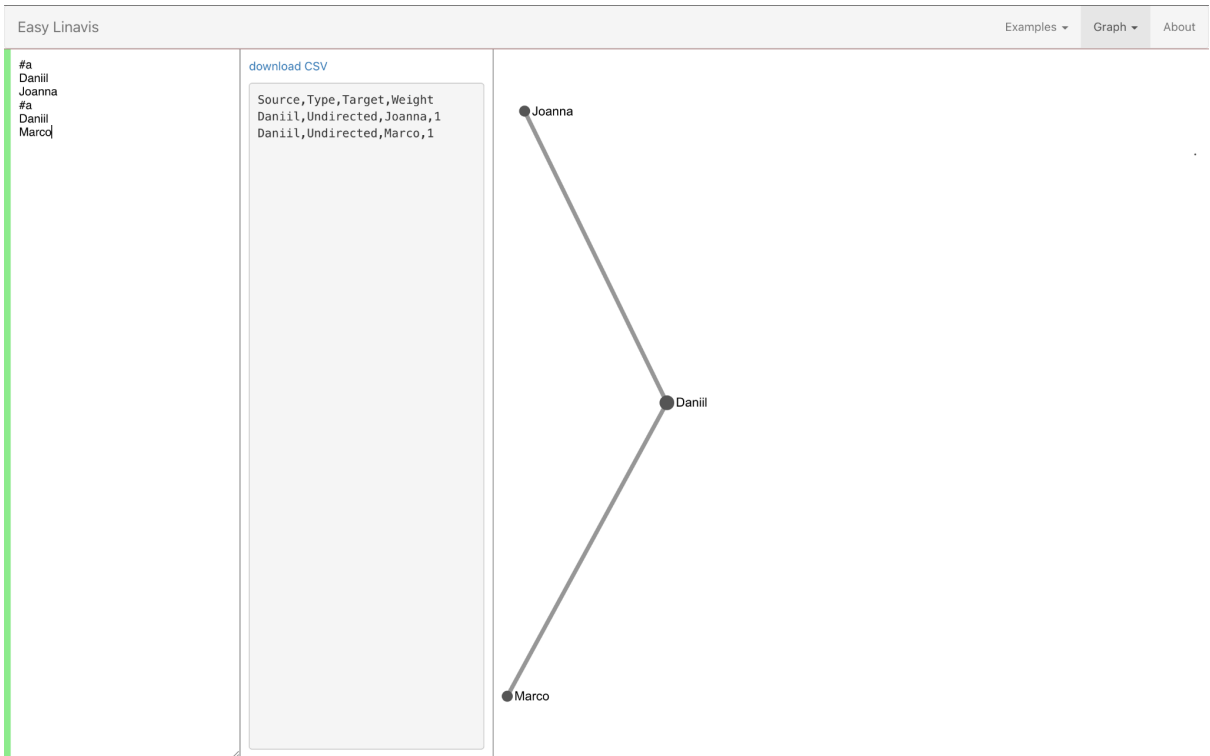 Easy Linavis
Examples
Graph
About
#a
Daniil
Joanna
#a
Daniil
Marco
download CSV
Source,Type,Target,Weight
Daniil,Undirected,Joanna,1
Daniil,Undirected,Marco,1
Joanna
Daniil
Marco